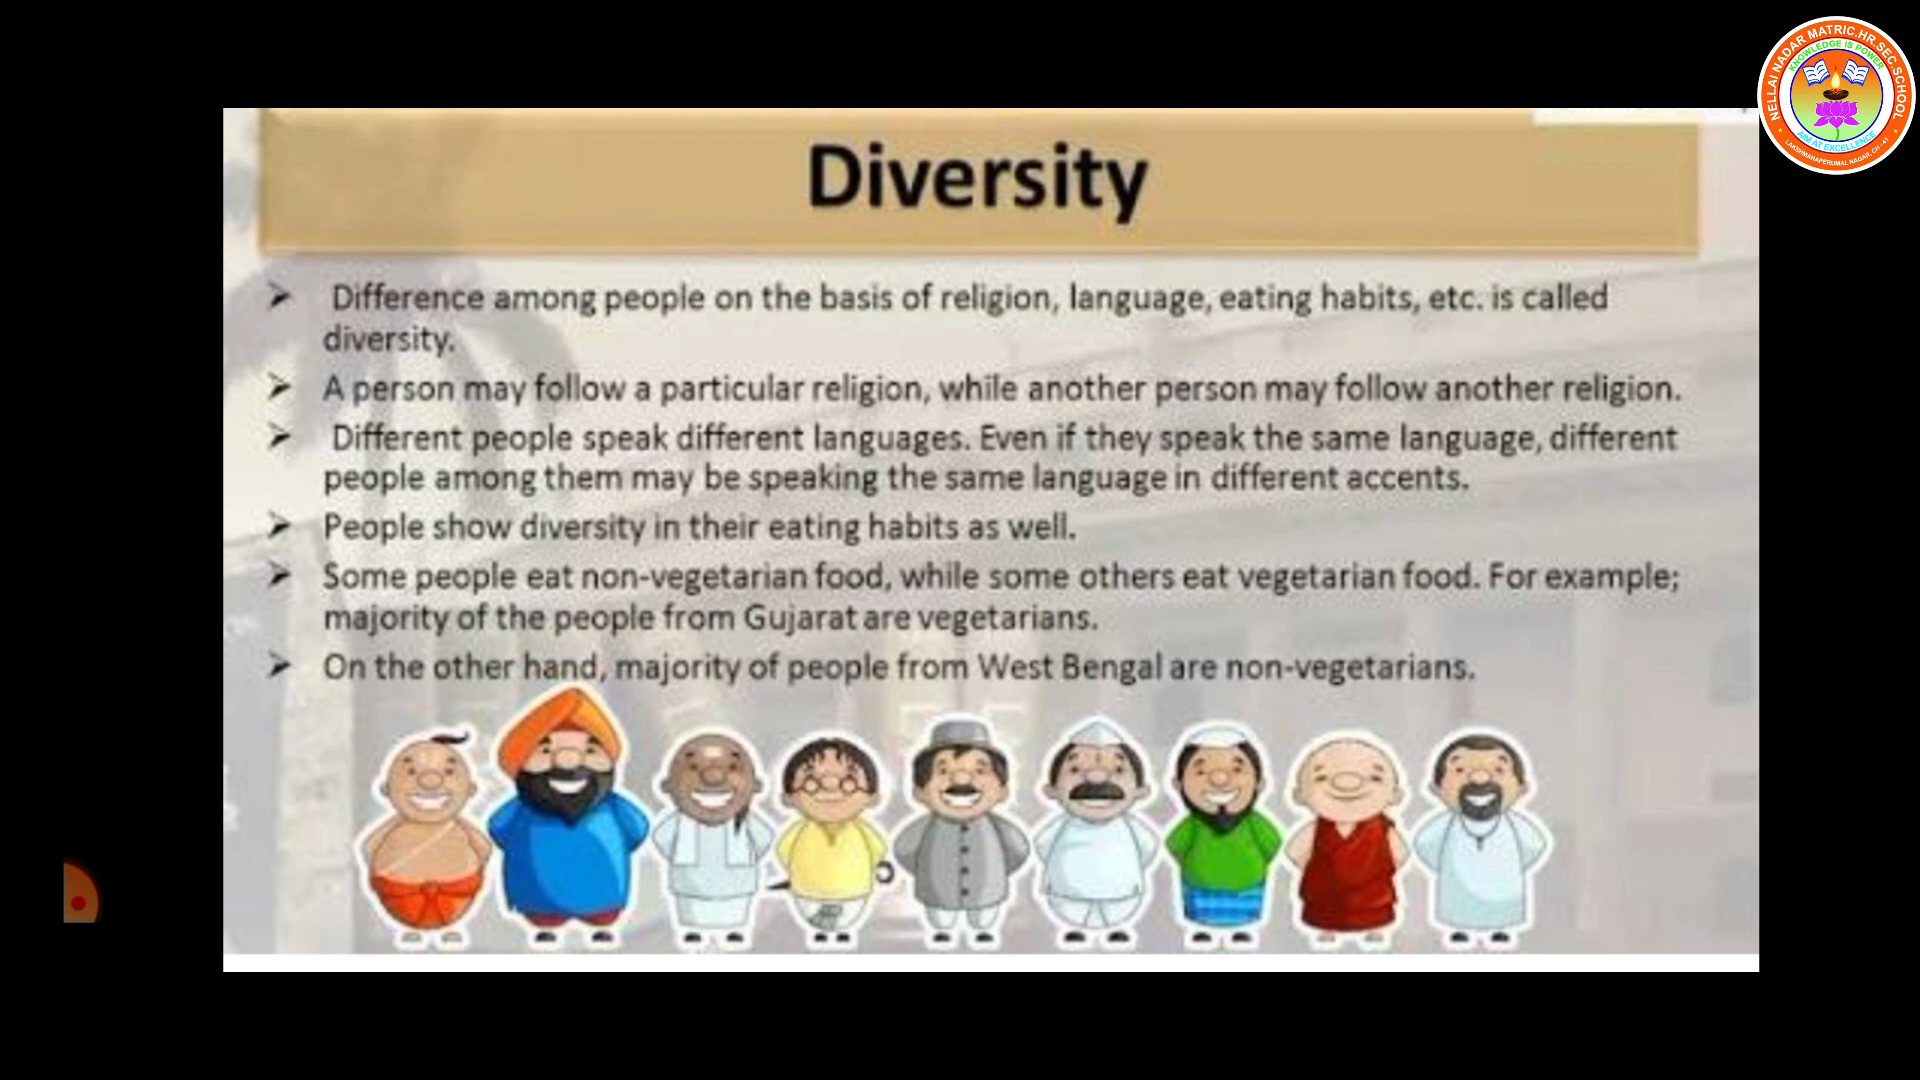 NELLAI NADAR MATRIC.HR.SEC.SCHOOL
KNOWLEDGE IS POWER
AIM AT EXCELLENCE
Diversity
➤ Difference among people on the basis of religion, language, eating habits, etc. is called
diversity.
➤ A person may follow a particular religion, while another person may follow another religion.
➤ Different people speak different languages. Even if they speak the same language, different
people among them may be speaking the same language in different accents.
➤ People show diversity in their eating habits as well.
➤ Some people eat non-vegetarian food, while some others eat vegetarian food. For example;
majority of the people from Gujarat are vegetarians.
➤ On the other hand, majority of people from West Bengal are non-vegetarians.